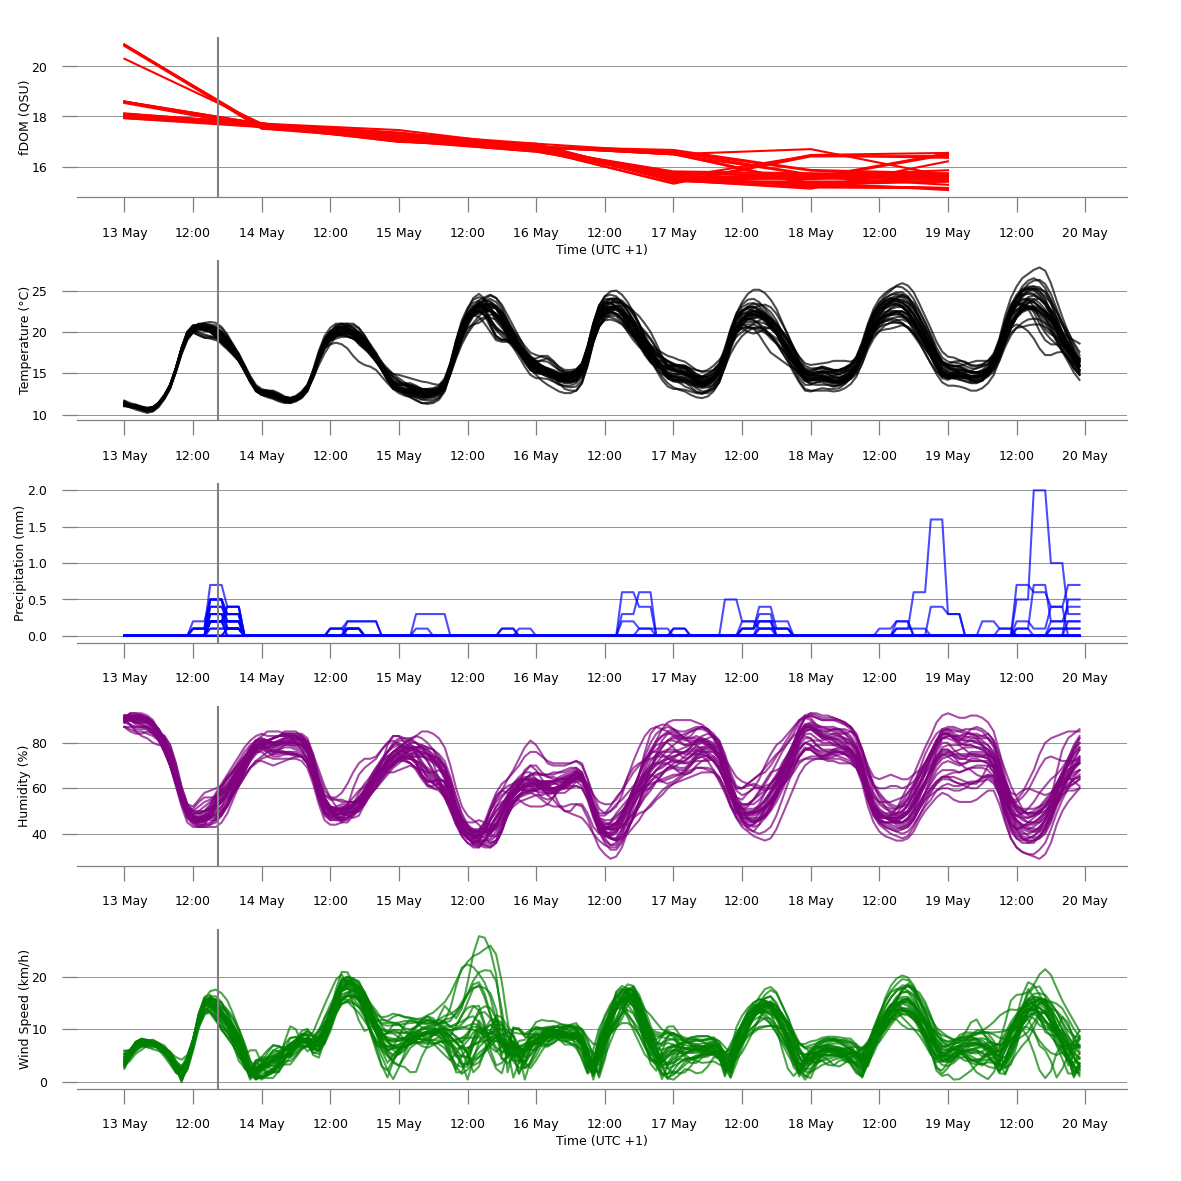 fDOM (QSU)
20
18
16
13 May 12:00 14 May 12:00 15 May 12:00 16 May 12:00 17 May 12:00 18 May 12:00 19 May 12:00 20 May
Time (UTC +1)
Temperature (°C)
25
20
15
10
13 May 12:00 14 May 12:00 15 May 12:00 16 May 12:00 17 May 12:00 18 May 12:00 19 May 12:00 20 May
Precipitation (mm)
2.0
1.5
1.0
0.5
0.0
13 May 12:00 14 May 12:00 15 May 12:00 16 May 12:00 17 May 12:00 18 May 12:00 19 May 12:00 20 May
Humidity (%)
80
60
40
13 May 12:00 14 May 12:00 15 May 12:00 16 May 12:00 17 May 12:00 18 May 12:00 19 May 12:00 20 May
Wind Speed (km/h)
20
10
0
13 May 12:00 14 May 12:00 15 May 12:00 16 May 12:00 17 May 12:00 18 May 12:00 19 May 12:00 20 May
Time (UTC +1)